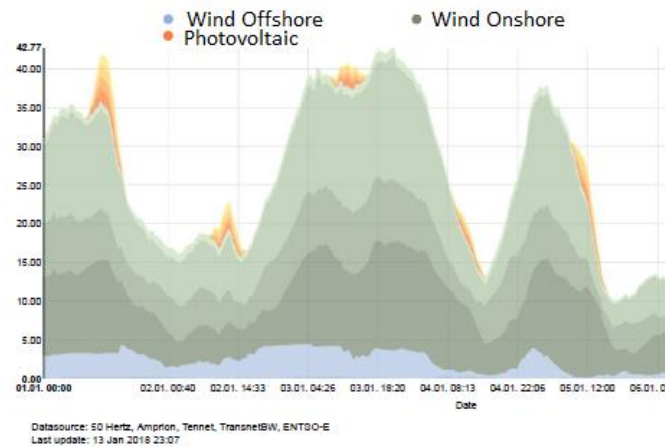 Wind Offshore Wind Onshore
Photovoltaic
42.77
40.00
35.00
30.00
25.00
20.00
15.00
10.00
5.00
0.00
01.01. 00:00 02.01. 00:40 02.01. 14:33 03.01. 04:26 03.01. 18:20 04.01. 08:13 04.01. 22:06 05.01. 12:00 06.01. 0
Date
Datasource: 50 Hertz, Amprion, Tennet, TransnetBW, ENTSO-E
Last update: 13 Jan 2018 23:07